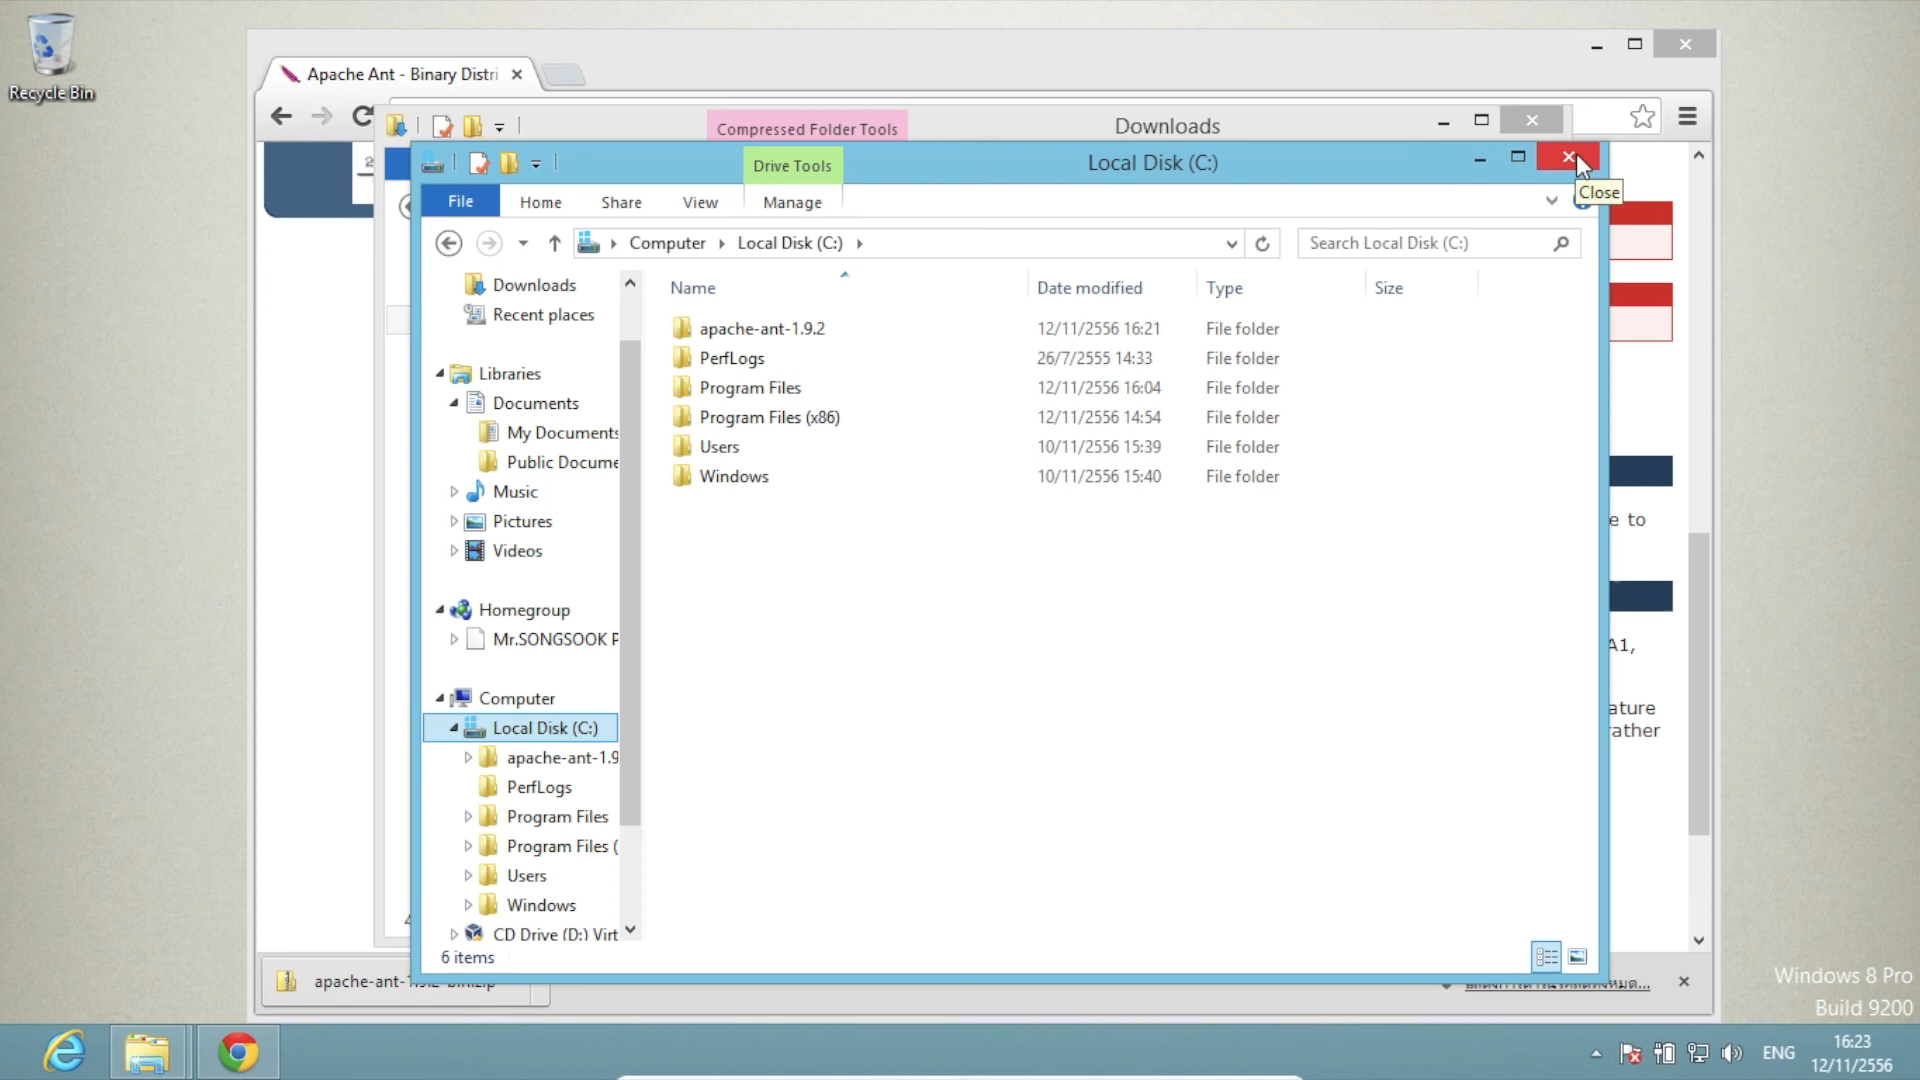 Recycle Bin
Apache Ant - Binary Distri
Compressed Folder Tools
Downloads
Drive Tools
Local Disk (C:)
Close
File
Home
Share
View
Manage
Computer
Local Disk (C:)
Search Local Disk (C:)
Downloads
Recent places
Libraries
Documents
My Documents
Public Docume
Music
Pictures
Videos
Homegroup
Mr.SONGSOOK P
Computer
Local Disk (C:)
apache-ant-1.9
PerfLogs
Program Files
Program Files (
Users
Windows
CD Drive (D:) Virt
Name
Date modified
Type
Size
apache-ant-1.9.2
12/11/2556 16:21
File folder
PerfLogs
26/7/2555 14:33
File folder
Program Files
12/11/2556 16:04
File folder
Program Files (x86)
12/11/2556 14:54
File folder
Users
10/11/2556 15:39
File folder
Windows
10/11/2556 15:40
File folder
e to
A1,
ature
rather
6 items
apache-ant-1.9.2-bin.zip
Windows 8 Pro
Build 9200
ENG
16:23
12/11/2556